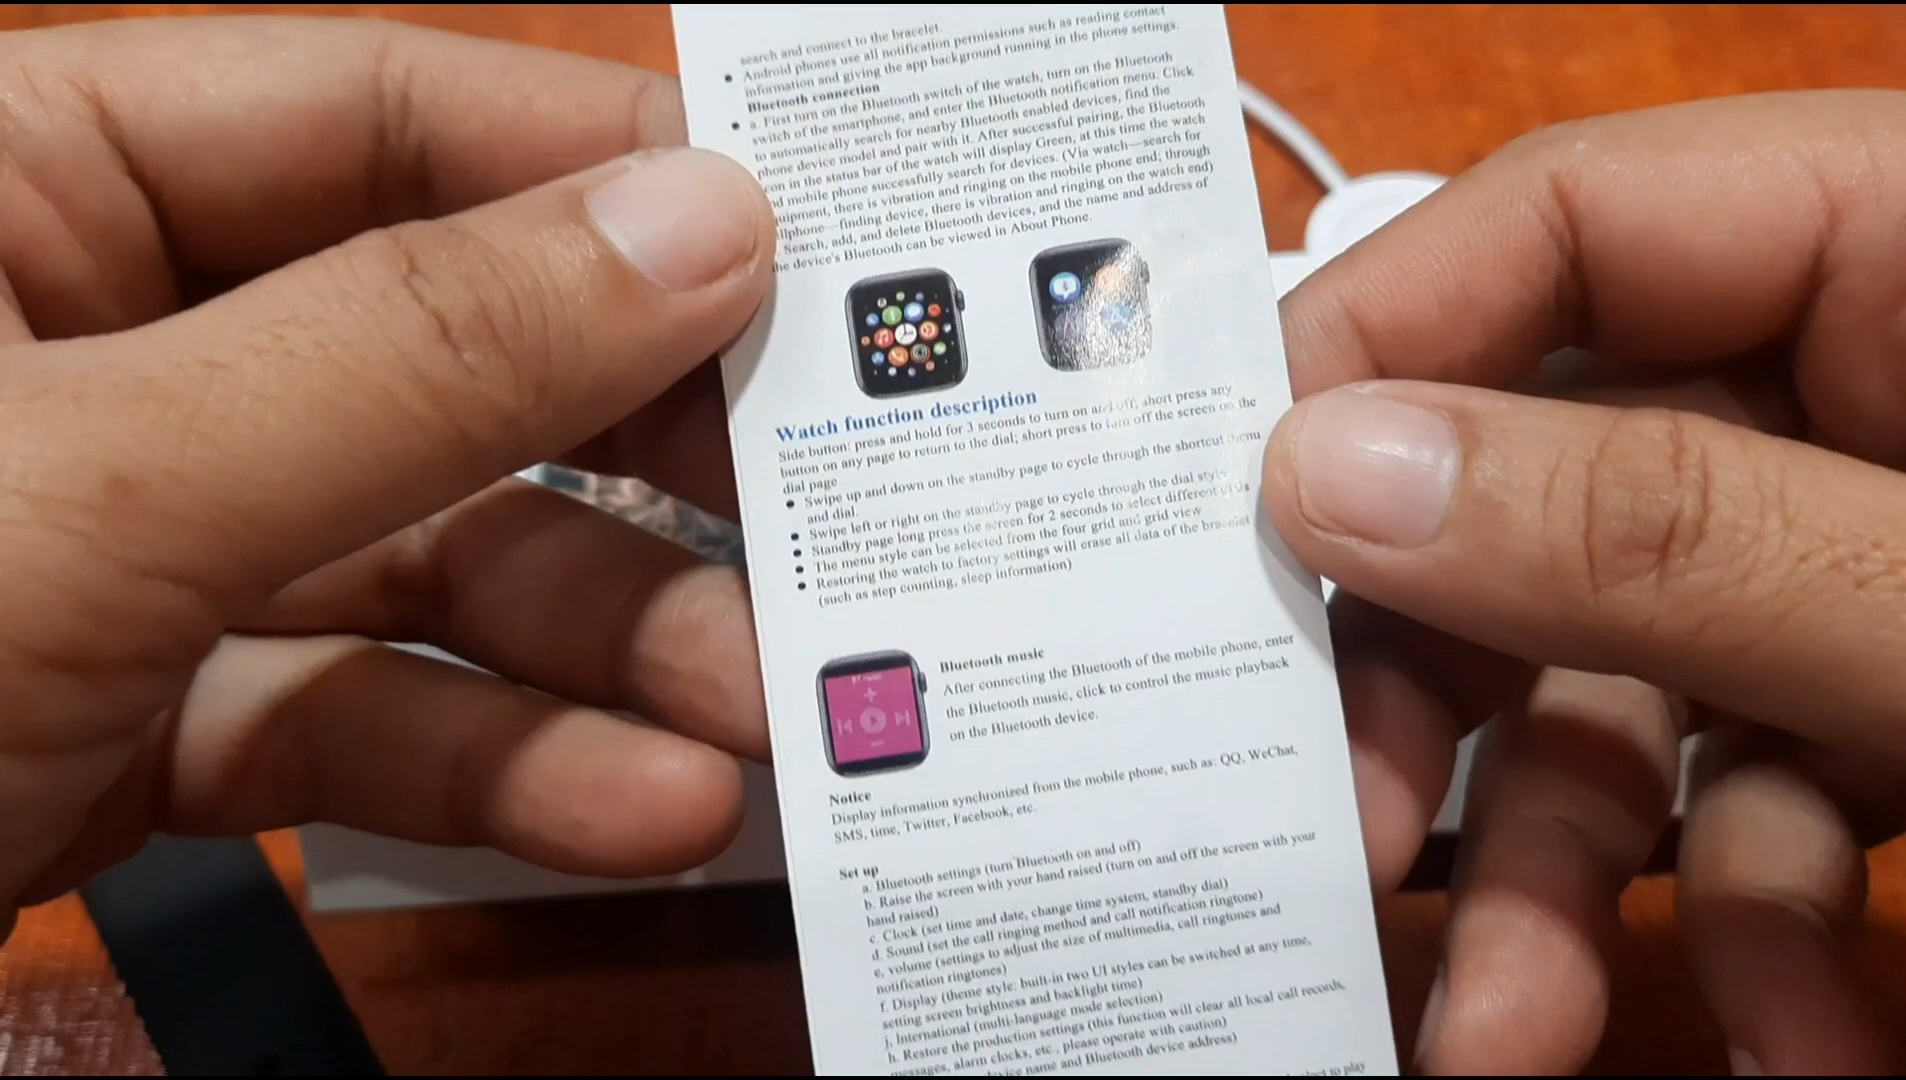 search and connect to the bracelet.
● Android phones use all notification permissions such as reading contact
information and giving the app background running in the phone settings.
Bluetooth connection
● a. First turn on the Bluetooth switch of the watch, turn on the Bluetooth
switch of the smartphone, and enter the Bluetooth notification menu. Click
to automatically search for nearby Bluetooth enabled devices, find the
phone device model and pair with it. After successful pairing, the Bluetooth
con in the status bar of the watch will display Green, at this time the watch
nd mobile phone successfully search for devices. (Via watch—search for
uipment, there is vibration and ringing on the mobile phone end; through
llphone—finding device, there is vibration and ringing on the watch end)
. Search, add, and delete Bluetooth devices, and the name and address of
he device's Bluetooth can be viewed in About Phone.
Watch function description
Side button: press and hold for 3 seconds to turn on and off; short press any
button on any page to return to the dial; short press to turn off the screen on the
dial page
● Swipe up and down on the standby page to cycle through the shortcut menu
and dial.
● Swipe left or right on the standby page to cycle through the dial style
● Standby page long press the screen for 2 seconds to select different
● The menu style can be selected from the four grid and grid view
● Restoring the watch to factory settings will erase all data of the bracelet
(such as step counting, sleep information)
Bluetooth music
After connecting the Bluetooth of the mobile phone, enter
the Bluetooth music, click to control the music playback
on the Bluetooth device.
Notice
Display information synchronized from the mobile phone, such as: QQ, WeChat,
SMS, time, Twitter, Facebook, etc.
Set up
a. Bluetooth settings (turn Bluetooth on and off)
b. Raise the screen with your hand raised (turn on and off the screen with your
hand raised)
c. Clock (set time and date, change time system, standby dial)
d. Sound (set the call ringing method and call notification ringtone)
e, volume (settings to adjust the size of multimedia, call ringtones and
notification ringtones)
f. Display (theme style: built-in two UI styles can be switched at any time,
setting screen brightness and backlight time)
j, International (multi-language mode selection)
h. Restore the production settings (this function will clear all local call records,
messages, alarm clocks, etc., please operate with caution)
device name and Bluetooth device address)
to play